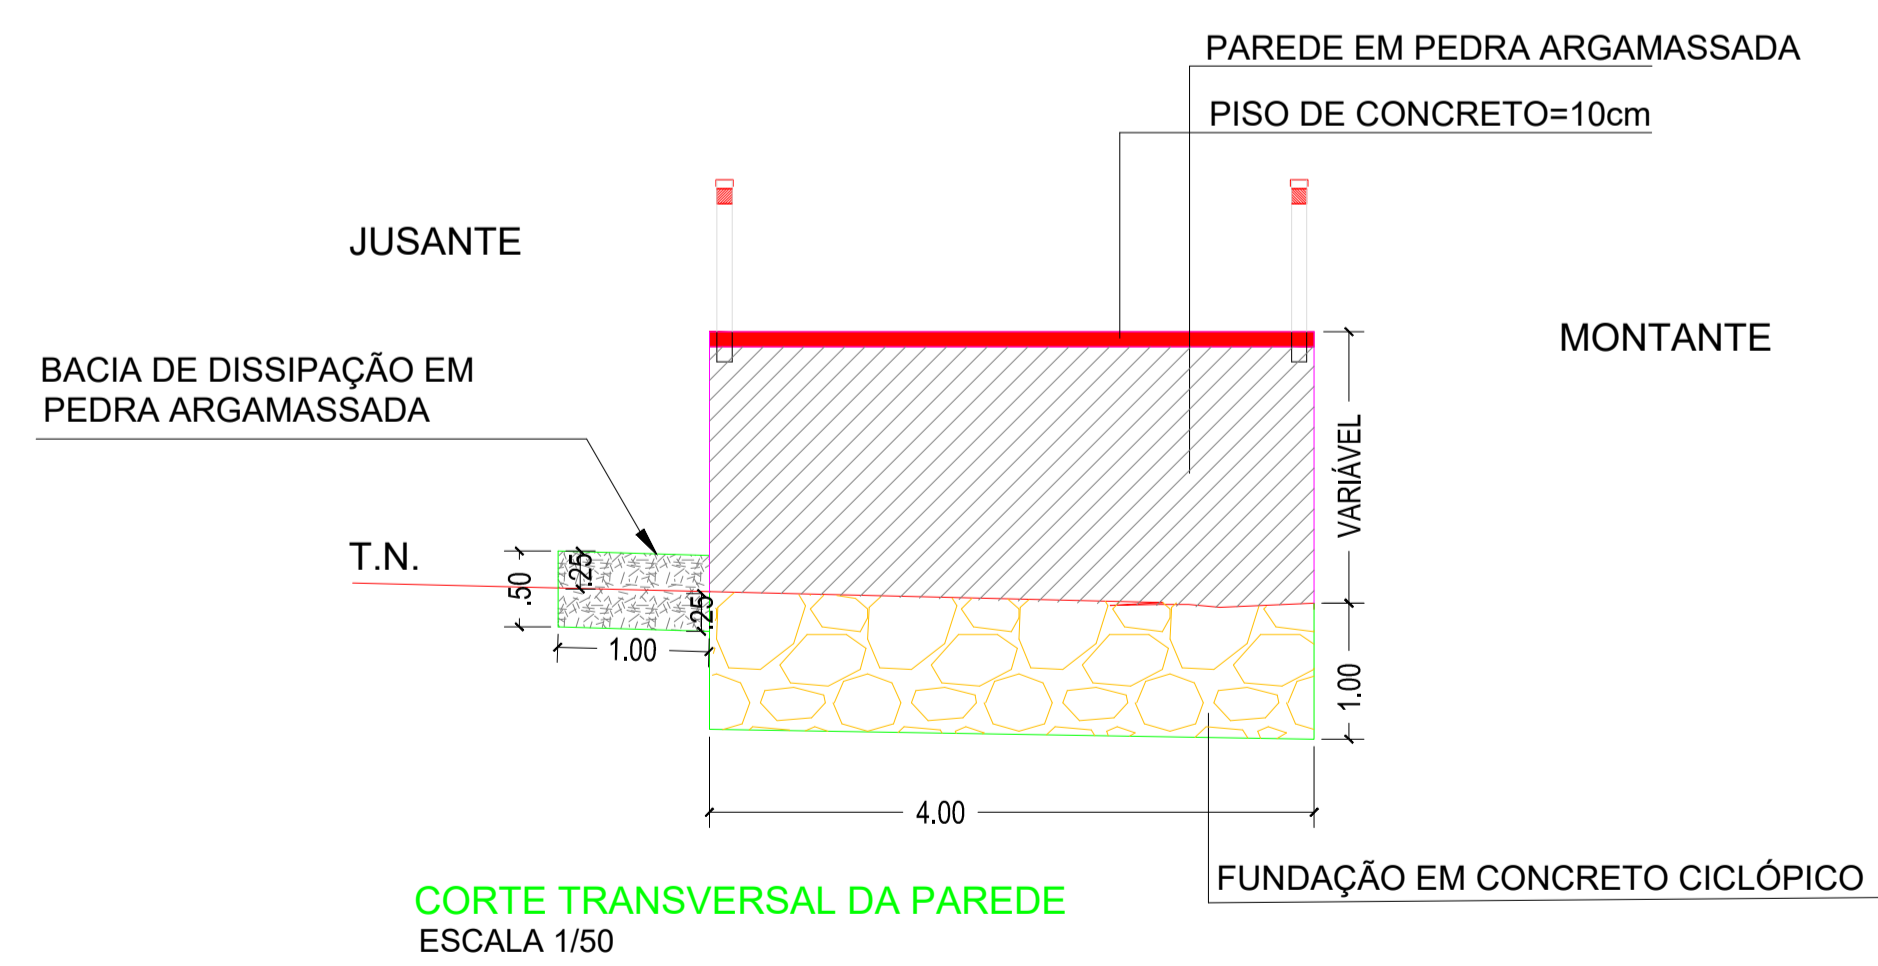 PAREDE EM PEDRA ARGAMASSADA
PISO DE CONCRETO=10cm
JUSANTE
MONTANTE
BACIA DE DISSIPAÇÃO EM
PEDRA ARGAMASSADA
VARIÁVEL
T.N.
.50
.25
.25
1.00
1.00
4.00
FUNDAÇÃO EM CONCRETO CICLÓPICO
CORTE TRANSVERSAL DA PAREDE
ESCALA 1/50